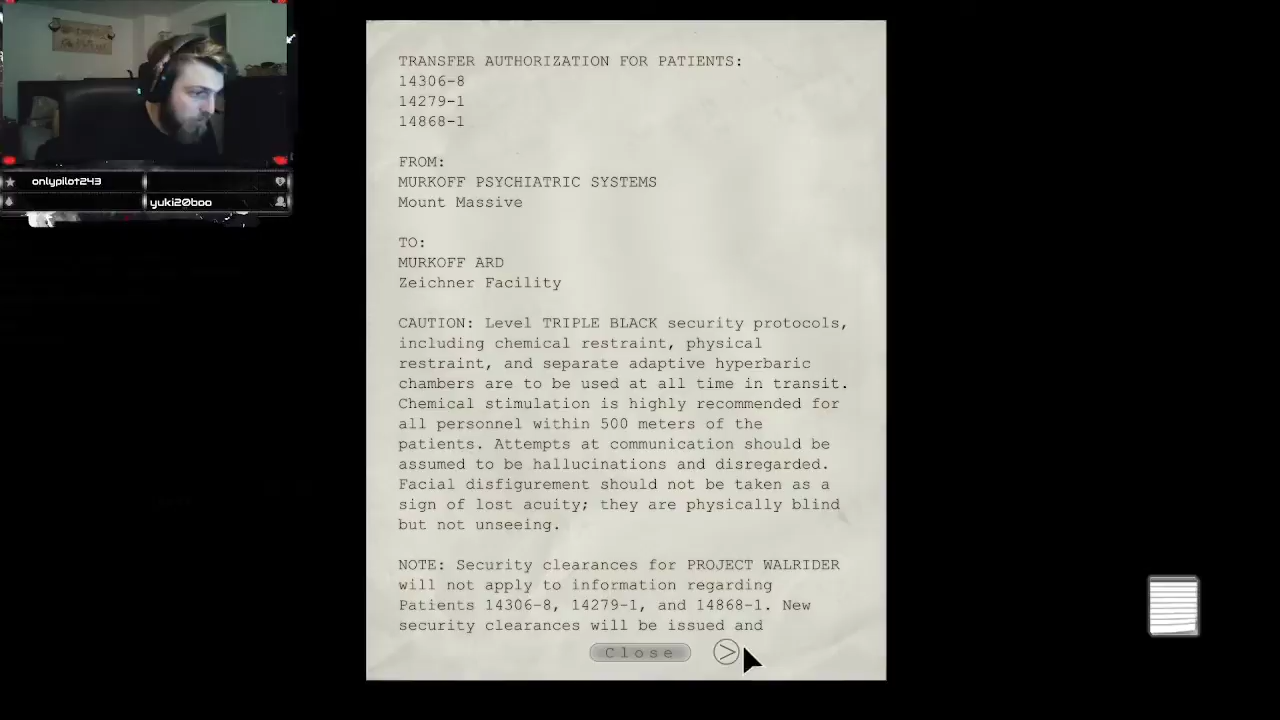 onlypilot243
yuki20boo
TRANSFER AUTHORIZATION FOR PATIENTS:
14306-8
14279-1
14868-1
FROM:
MURKOFF PSYCHIATRIC SYSTEMS
Mount Massive
TO:
MURKOFF ARD
Zeichner Facility
CAUTION: Level TRIPLE BLACK security protocols,
including chemical restraint, physical
restraint, and separate adaptive hyperbaric
chambers are to be used at all time in transit.
Chemical stimulation is highly recommended for
all personnel within 500 meters of the
patients. Attempts at communication should be
assumed to be hallucinations and disregarded.
Facial disfigurement should not be taken as a
sign of lost acuity; they are physically blind
but not unseeing.
NOTE: Security clearances for PROJECT WALRIDER
will not apply to information regarding
Patients 14306-8, 14279-1, and 14868-1. New
security clearances will be issued and
Close >